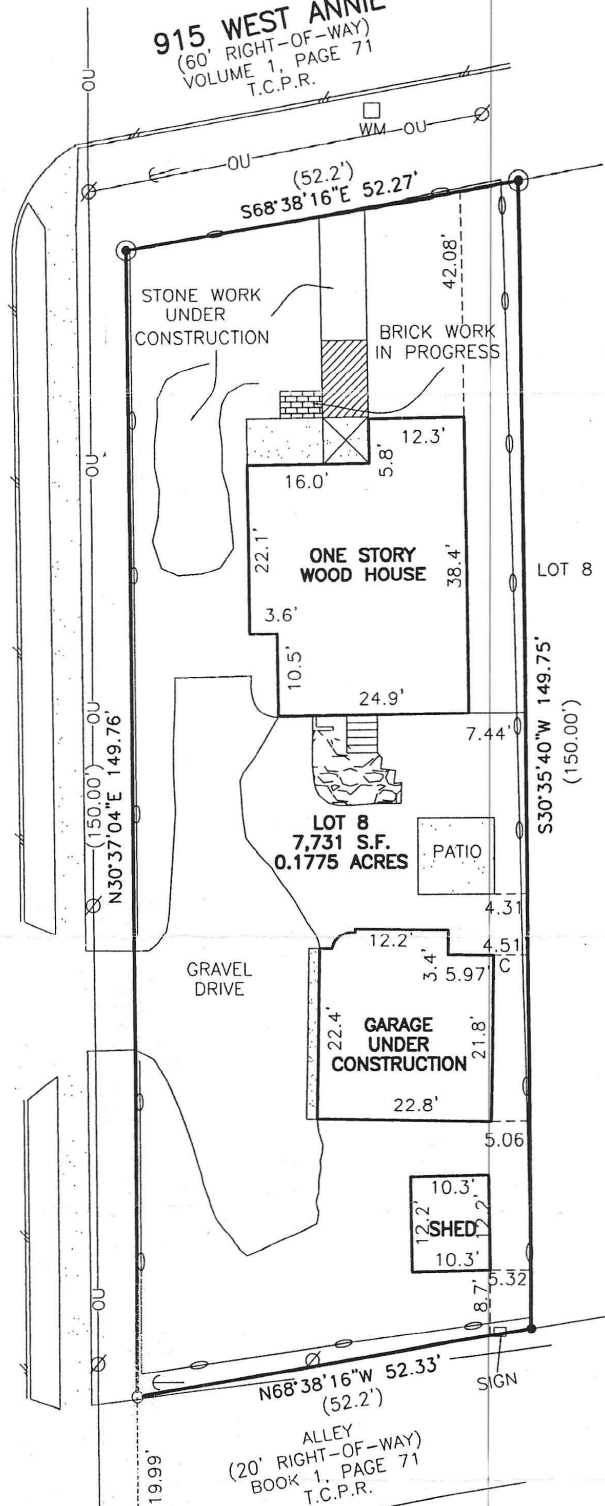 915 WEST ANNIE
(60' RIGHT-OF-WAY)
VOLUME 1, PAGE 71
T.C.P.R.
OU
WM
OU
OU
(52.2')
S68°38'16"E 52.27'
STONE WORK
UNDER
CONSTRUCTION
42.08'
BRICK WORK
IN PROGRESS
12.3'
5.8'
16.0'
OU
22.1'
ONE STORY
WOOD HOUSE
38.4'
LOT 8
3.6'
10.5'
24.9'
7.44'
OU
N30°37'04"E 149.76'
(150.00')
S30°35'40"W 149.75'
(150.00')
LOT 8
7,731 S.F.
0.1775 ACRES
PATIO
4.31
12.2'
4.51
3.4'
5.97'
C
GRAVEL
DRIVE
22.4'
GARAGE
UNDER
CONSTRUCTION
21.8'
22.8'
5.06
10.3'
12.2'
SHED
12.2'
10.3'
5.32
8.7'
OU
N68°38'16"W 52.33'
(52.2')
SIGN
ALLEY
(20' RIGHT-OF-WAY)
BOOK 1, PAGE 71
T.C.P.R.
19.99'